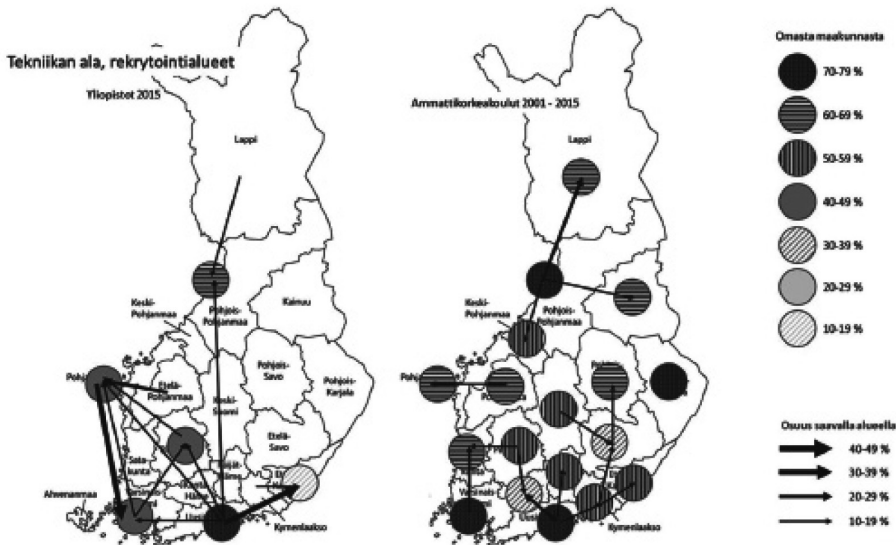 Tekniikan ala, rekrytointialueet
Yliopistot 2015
Lappi
Keski-
Pohjanmaa
Pohjois-
Pohjanmaa
Kainuu
Etelä-
Pohjanmaa
Keski-
Suomi
Pohjois-
Savo
Pohjois-
Karjala
Etelä-
Savo
Sata
kunta
Ahvenanmaa
Kymenlaakso
Ammattikorkeakoulut 2001 - 2015
Lappi
Keski-
Pohjanmaa
Pohjois-
Pohjanmaa
Kymenlaakso
Omasta maakunnasta
70-79 %
60-69 %
50-59 %
40-49 %
30-39 %
20-29 %
10-19 %
Osuus saavalla alueella
40-49 %
30-39 %
20-29 %
10-19 %